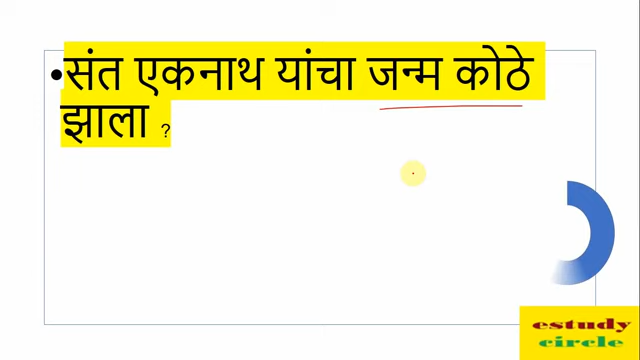 •संत एकनाथ यांचा जन्म कोठे
झाला ?
estudy
circle